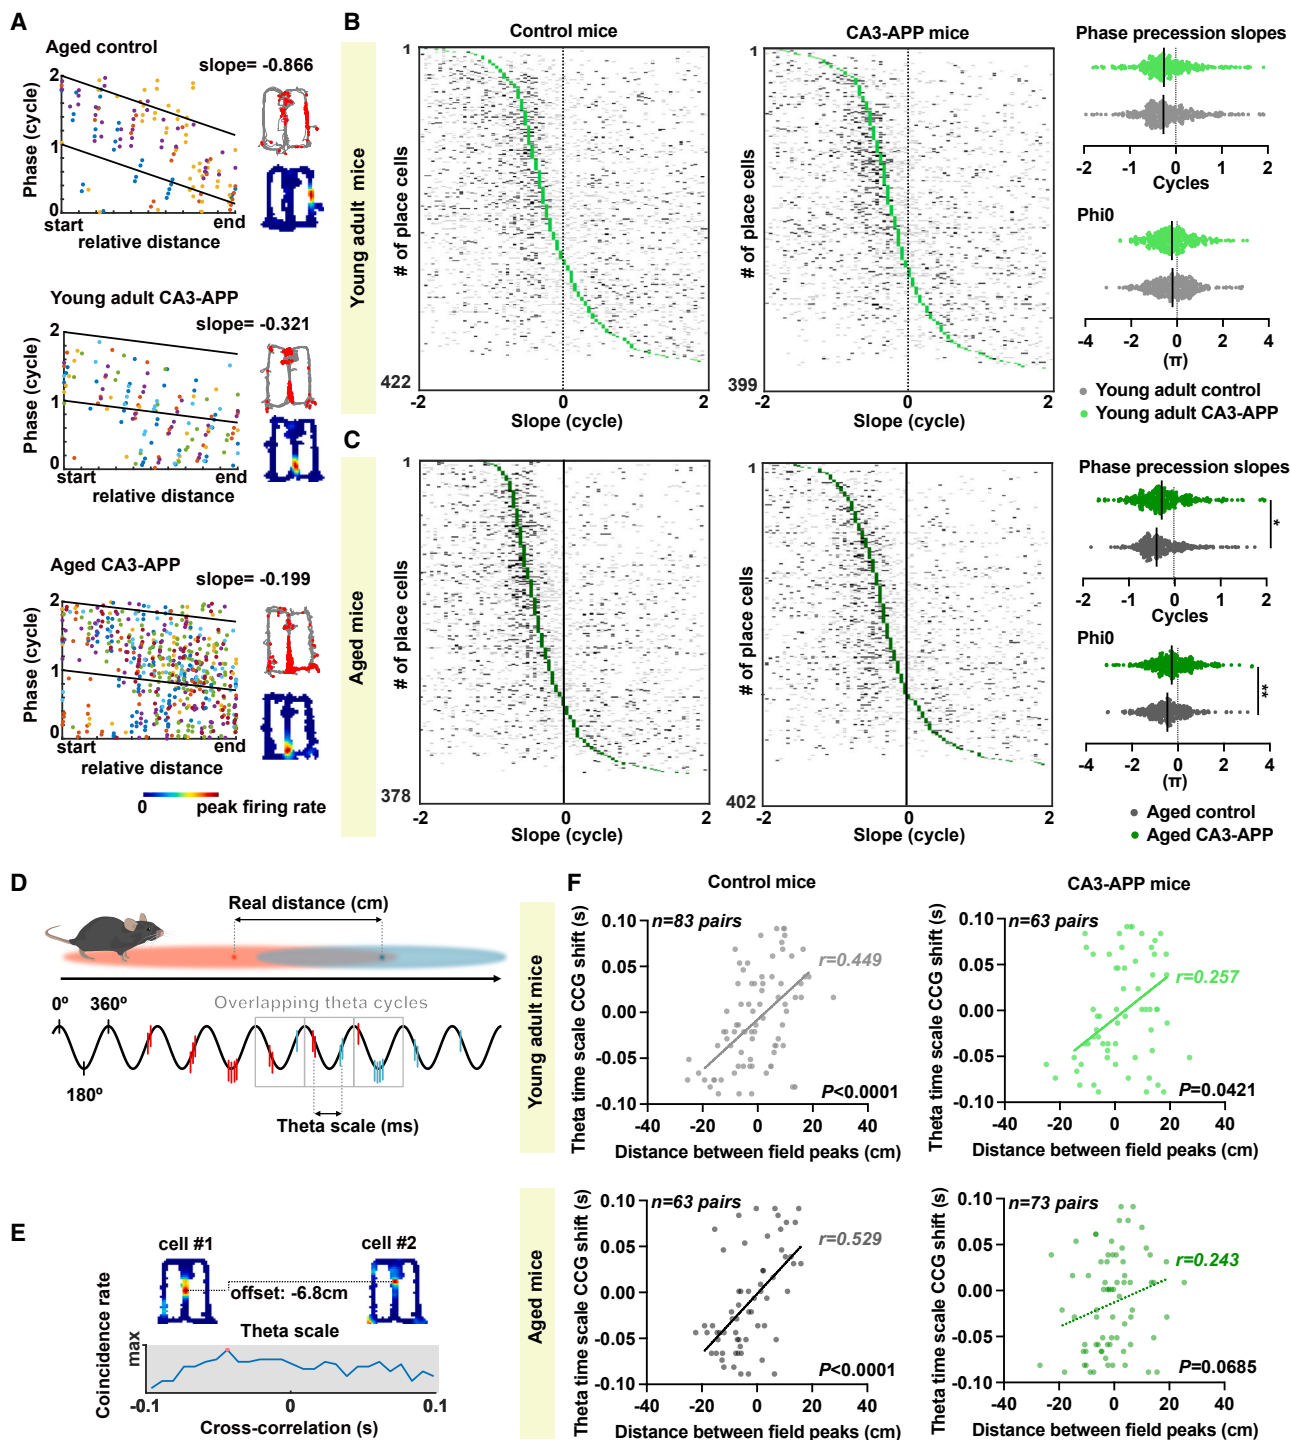 A
Aged control
slope= -0.866
2
1
0
Phase (cycle)
start
end
relative distance
Young adult CA3-APP
slope= -0.321
2
1
0
Phase (cycle)
start
end
relative distance
Aged CA3-APP
slope= -0.199
2
1
0
Phase (cycle)
start
end
relative distance
0
peak firing rate
B
Young adult mice
Control mice
1
# of place cells
422
-2
0
2
Slope (cycle)
CA3-APP mice
1
# of place cells
399
-2
0
2
Slope (cycle)
Phase precession slopes
-2
-1
0
1
2
Cycles
Phi0
-4
-2
0
2
4
(π)
Young adult control
Young adult CA3-APP
C
Aged mice
1
# of place cells
378
-2
0
2
Slope (cycle)
1
# of place cells
402
-2
0
2
Slope (cycle)
Phase precession slopes
*
-2
-1
0
1
2
Cycles
Phi0
**
-4
-2
0
2
4
(π)
Aged control
Aged CA3-APP
D
Real distance (cm)
0º
360º
Overlapping theta cycles
180º
Theta scale (ms)
E
cell #1
cell #2
offset: -6.8cm
Theta scale
Coincidence rate
max
-0.1
0
0.1
Cross-correlation (s)
F
Young adult mice
Control mice
Theta time scale CCG shift (s)
0.10
0.05
0.00
-0.05
-0.10
n=83 pairs
r=0.449
P<0.0001
-40
-20
0
20
40
Distance between field peaks (cm)
CA3-APP mice
Theta time scale CCG shift (s)
0.10
0.05
0.00
-0.05
-0.10
n=63 pairs
r=0.257
P=0.0421
-40
-20
0
20
40
Distance between field peaks (cm)
Aged mice
Theta time scale CCG shift (s)
0.10
0.05
0.00
-0.05
-0.10
n=63 pairs
r=0.529
P<0.0001
-40
-20
0
20
40
Distance between field peaks (cm)
Theta time scale CCG shift (s)
0.10
0.05
0.00
-0.05
-0.10
n=73 pairs
r=0.243
P=0.0685
-40
-20
0
20
40
Distance between field peaks (cm)